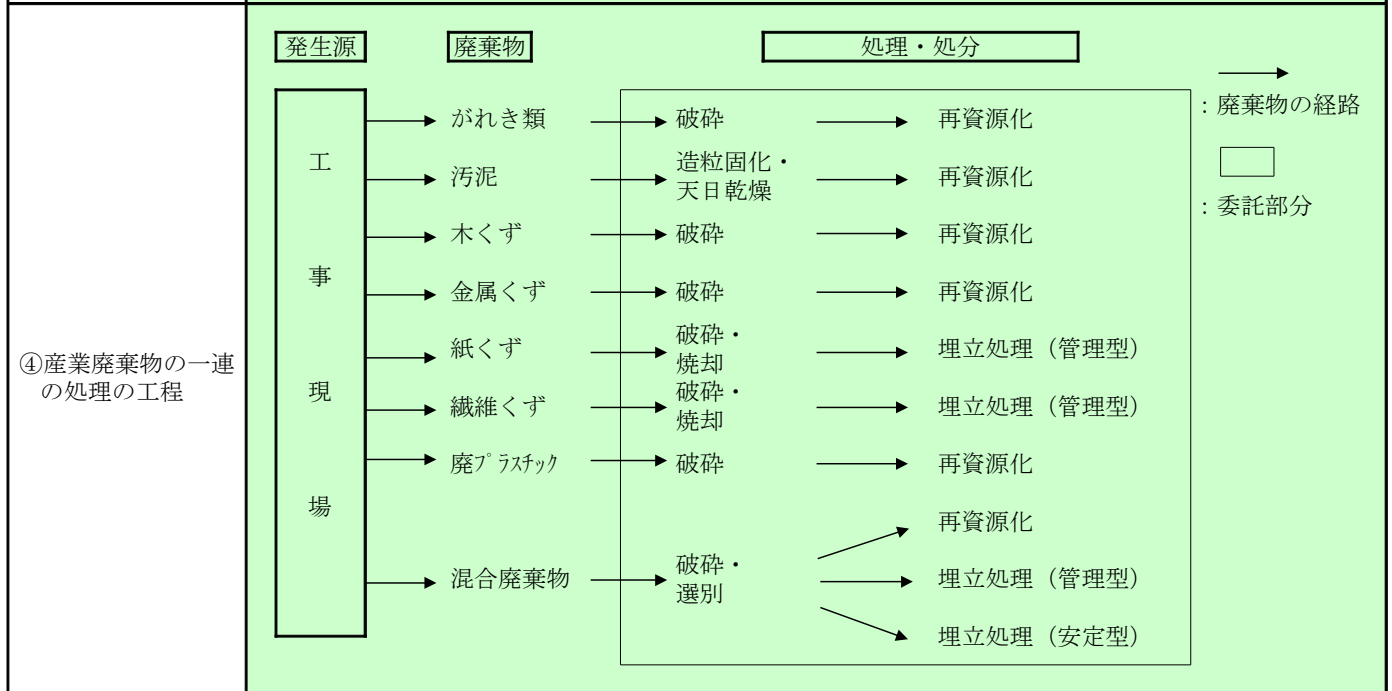 発生源 廃棄物 処理・処分
：廃棄物の経路
：委託部分
④産業廃棄物の一連
の処理の工程
工
事
現
場
がれき類 破砕 再資源化
汚泥 造粒固化・
天日乾燥 再資源化
木くず 破砕 再資源化
金属くず 破砕 再資源化
紙くず 破砕・
焼却 埋立処理（管理型）
繊維くず 破砕・
焼却 埋立処理（管理型）
廃ﾌﾟﾗｽﾁｯｸ 破砕 再資源化
混合廃棄物 破砕・
選別 再資源化
埋立処理（管理型）
埋立処理（安定型）